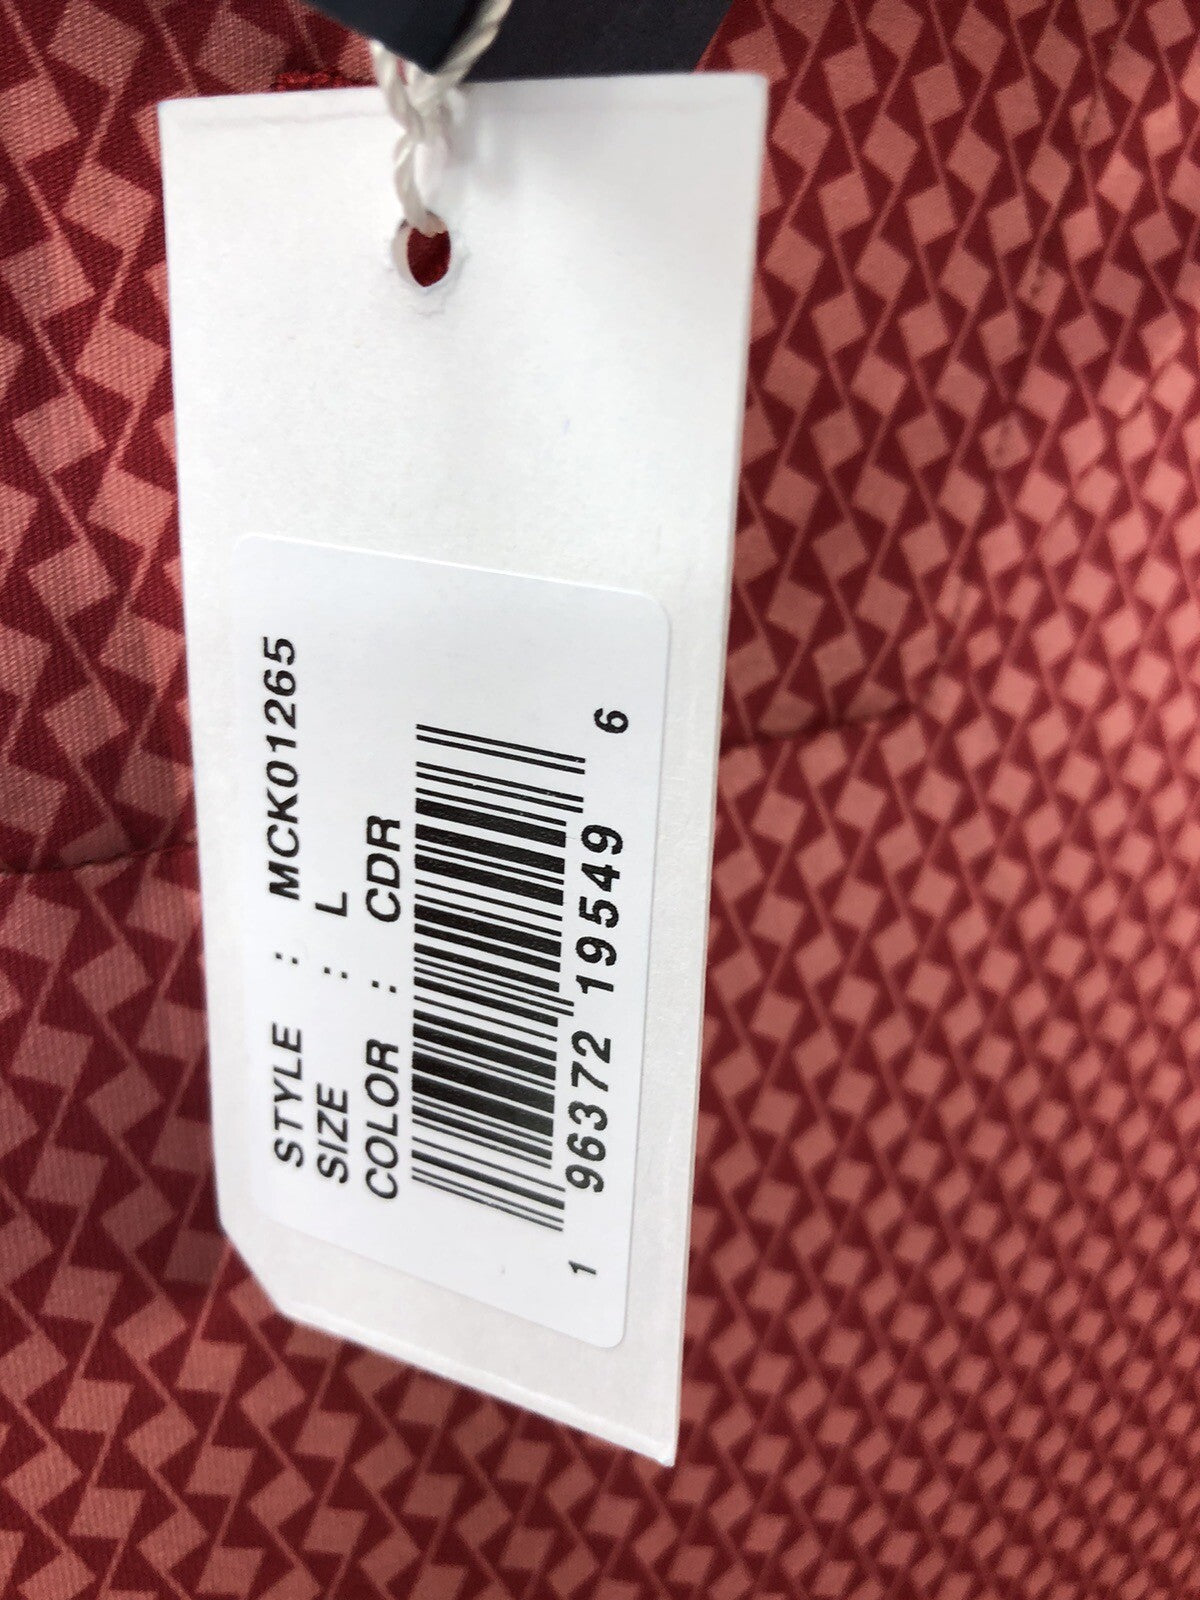 STYLE : MCK01265
SIZE : L
COLOR : CDR
1 96372 19549 6